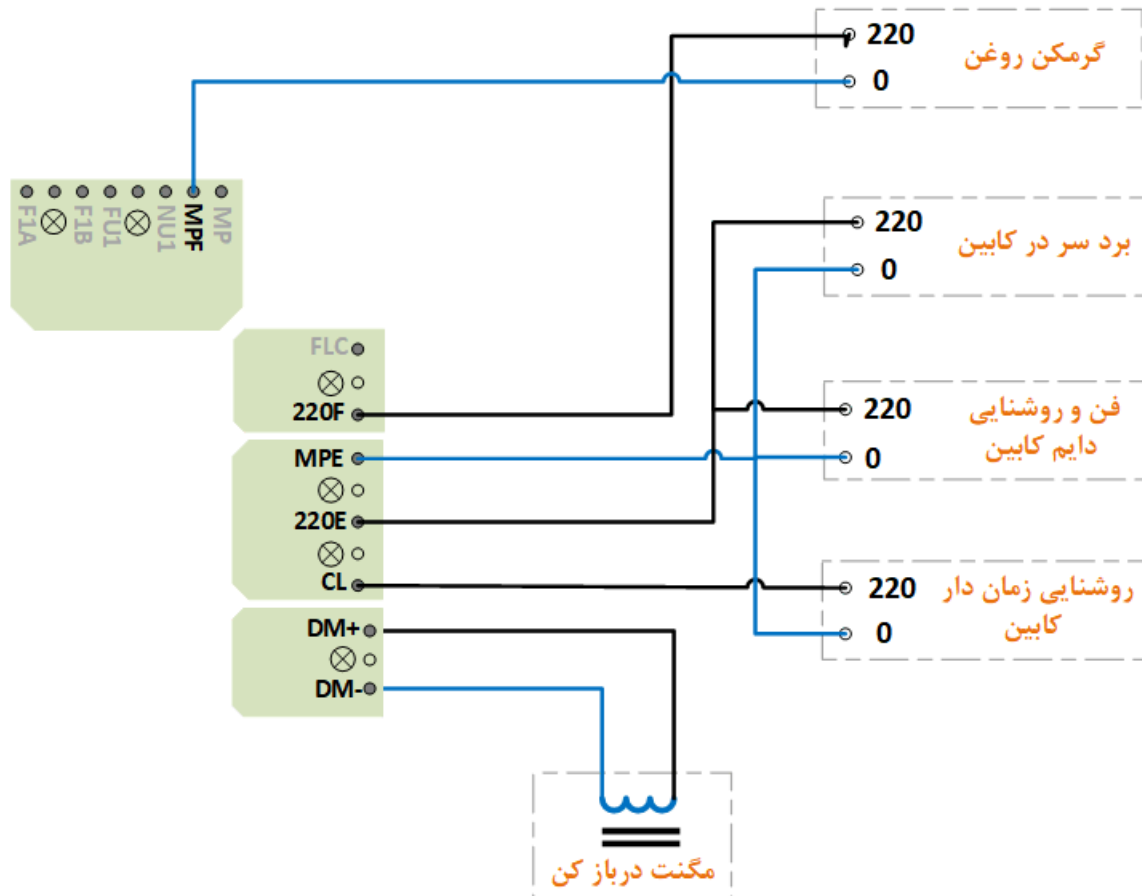 220
گرمکن روغن
0
F1A
F1B
FU1
NU1
MPF
MP
220
برد سر در کابین
0
FLC
220F
220
فن و روشنایی
دایم کابین
0
MPE
220E
CL
220
روشنایی زمان دار
کابین
0
DM+
DM-
مگنت درباز کن